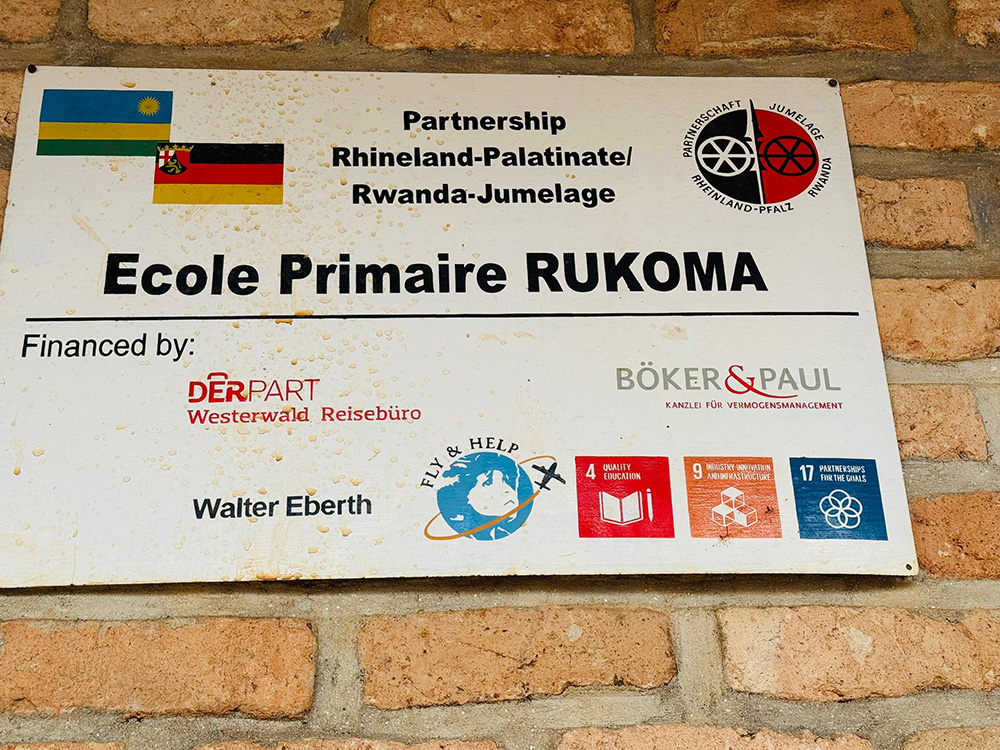 Partnership
Rhineland-Palatinate/
Rwanda-Jumelage
PARTNERSCHAFT JUMELAGE
RHEINLAND-PFALZ RWANDA
Ecole Primaire RUKOMA
Financed by:
DERPART
Westerwald Reisebüro
BÖKER&PAUL
KANZLEI FÜR VERMOGENSMANAGEMENT
Walter Eberth
FLY & HELP
4 QUALITY
EDUCATION
9 INDUSTRY, INNOVATION
AND INFRASTRUCTURE
17 PARTNERSHIPS
FOR THE GOALS